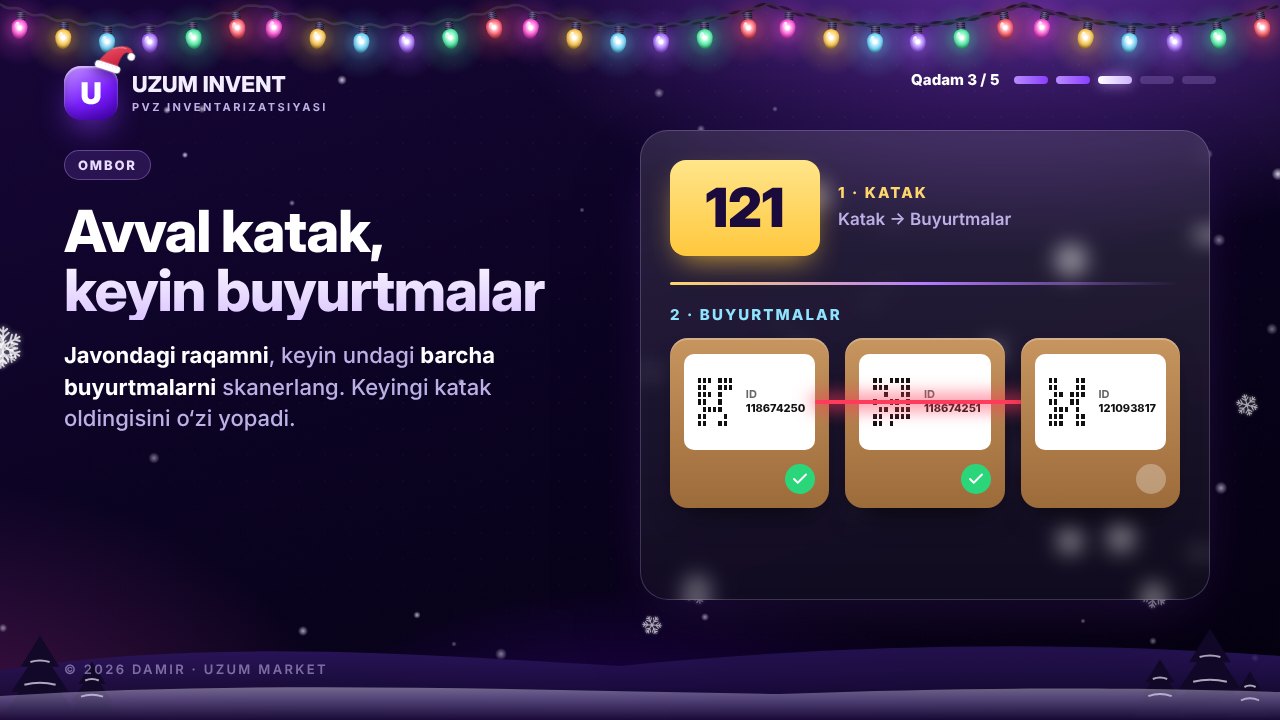 UZUM INVENT
PVZ INVENTARIZATSIYASI
Qadam 3 / 5
U
OMBOR
Avval katak,
keyin buyurtmalar
Javondagi raqamni, keyin undagi barcha
buyurtmalarni skanerlang. Keyingi katak
oldingisini oʻzi yopadi.
121
1 · KATAK
Katak → Buyurtmalar
2 · BUYURTMALAR
ID
118674250
ID
118674251
ID
121093817
© 2026 DAMIR · UZUM MARKET